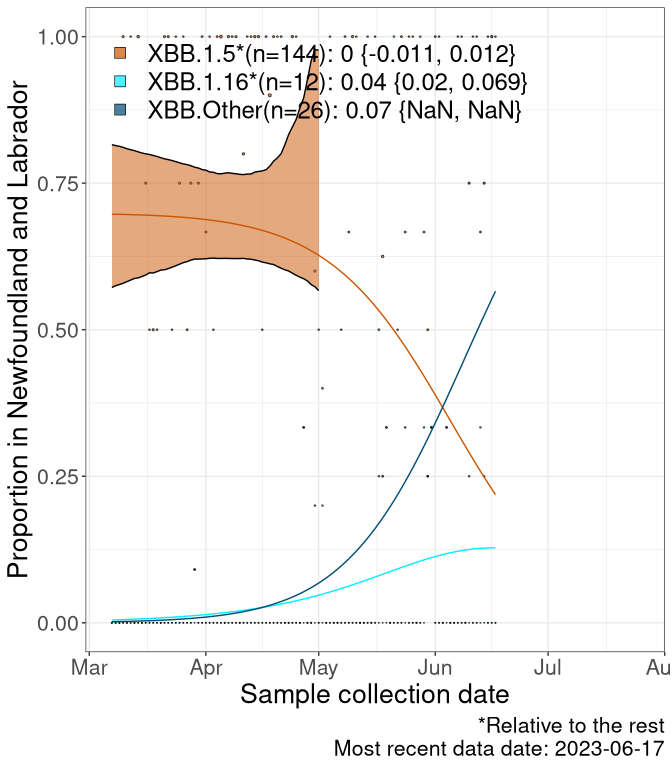 XBB.1.5*(n=144): 0 {-0.011, 0.012}
XBB.1.16*(n=12): 0.04 {0.02, 0.069}
XBB.Other(n=26): 0.07 {NaN, NaN}
Proportion in Newfoundland and Labrador
1.00
0.75
0.50
0.25
0.00
Mar Apr May Jun Jul Au
Sample collection date
*Relative to the rest
Most recent data date: 2023-06-17